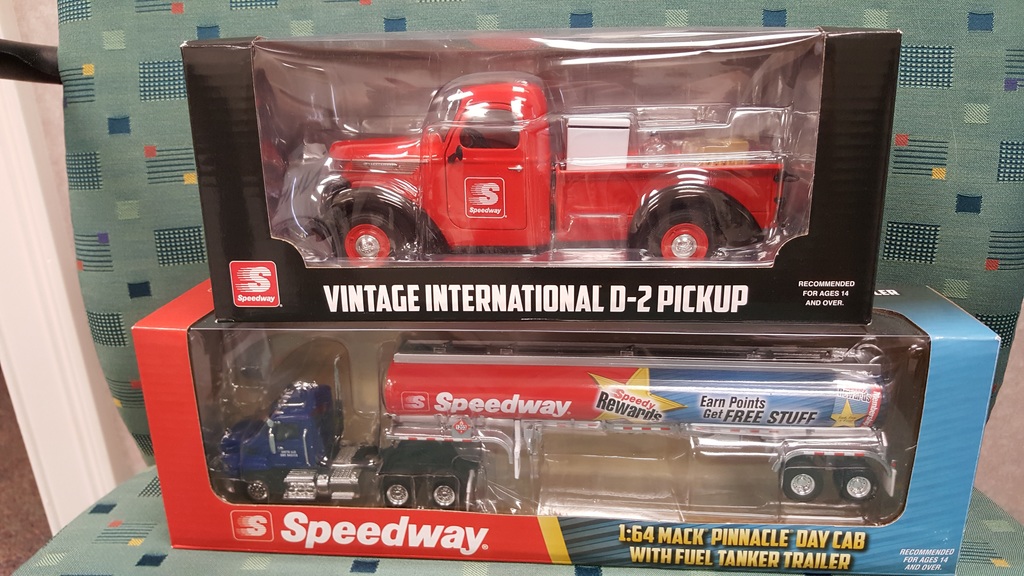 Speedway
Speedway
VINTAGE INTERNATIONAL D-2 PICKUP
RECOMMENDED
FOR AGES 14
AND OVER.
Speedway
Speedy
Rewards
Earn Points
Get FREE STUFF
Speedway
1:64 MACK PINNACLE DAY CAB
WITH FUEL TANKER TRAILER
RECOMMENDED
FOR AGES 14
AND OVER.